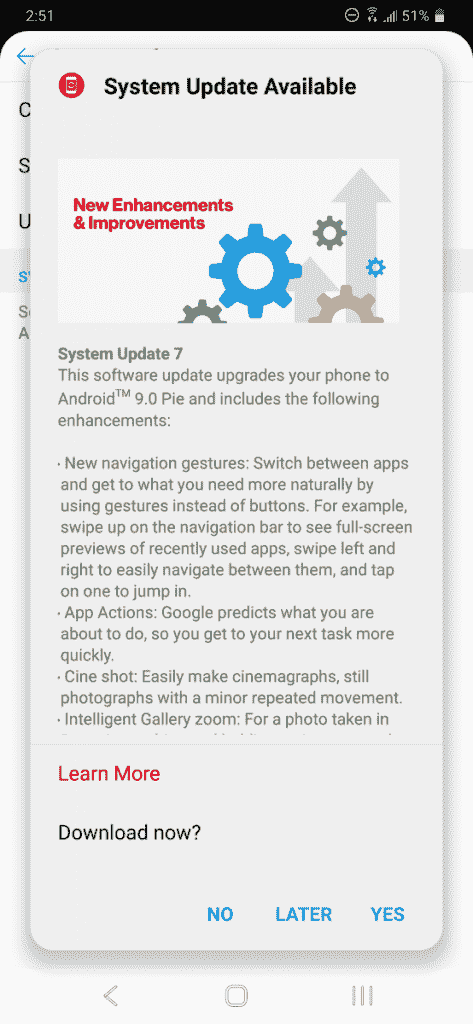 2:51
51%
System Update Available
New Enhancements
& Improvements
System Update 7
This software update upgrades your phone to
Android™ 9.0 Pie and includes the following
enhancements:
· New navigation gestures: Switch between apps
and get to what you need more naturally by
using gestures instead of buttons. For example,
swipe up on the navigation bar to see full-screen
previews of recently used apps, swipe left and
right to easily navigate between them, and tap
on one to jump in.
· App Actions: Google predicts what you are
about to do, so you get to your next task more
quickly.
· Cine shot: Easily make cinemagraphs, still
photographs with a minor repeated movement.
· Intelligent Gallery zoom: For a photo taken in
Learn More
Download now?
NO
LATER
YES